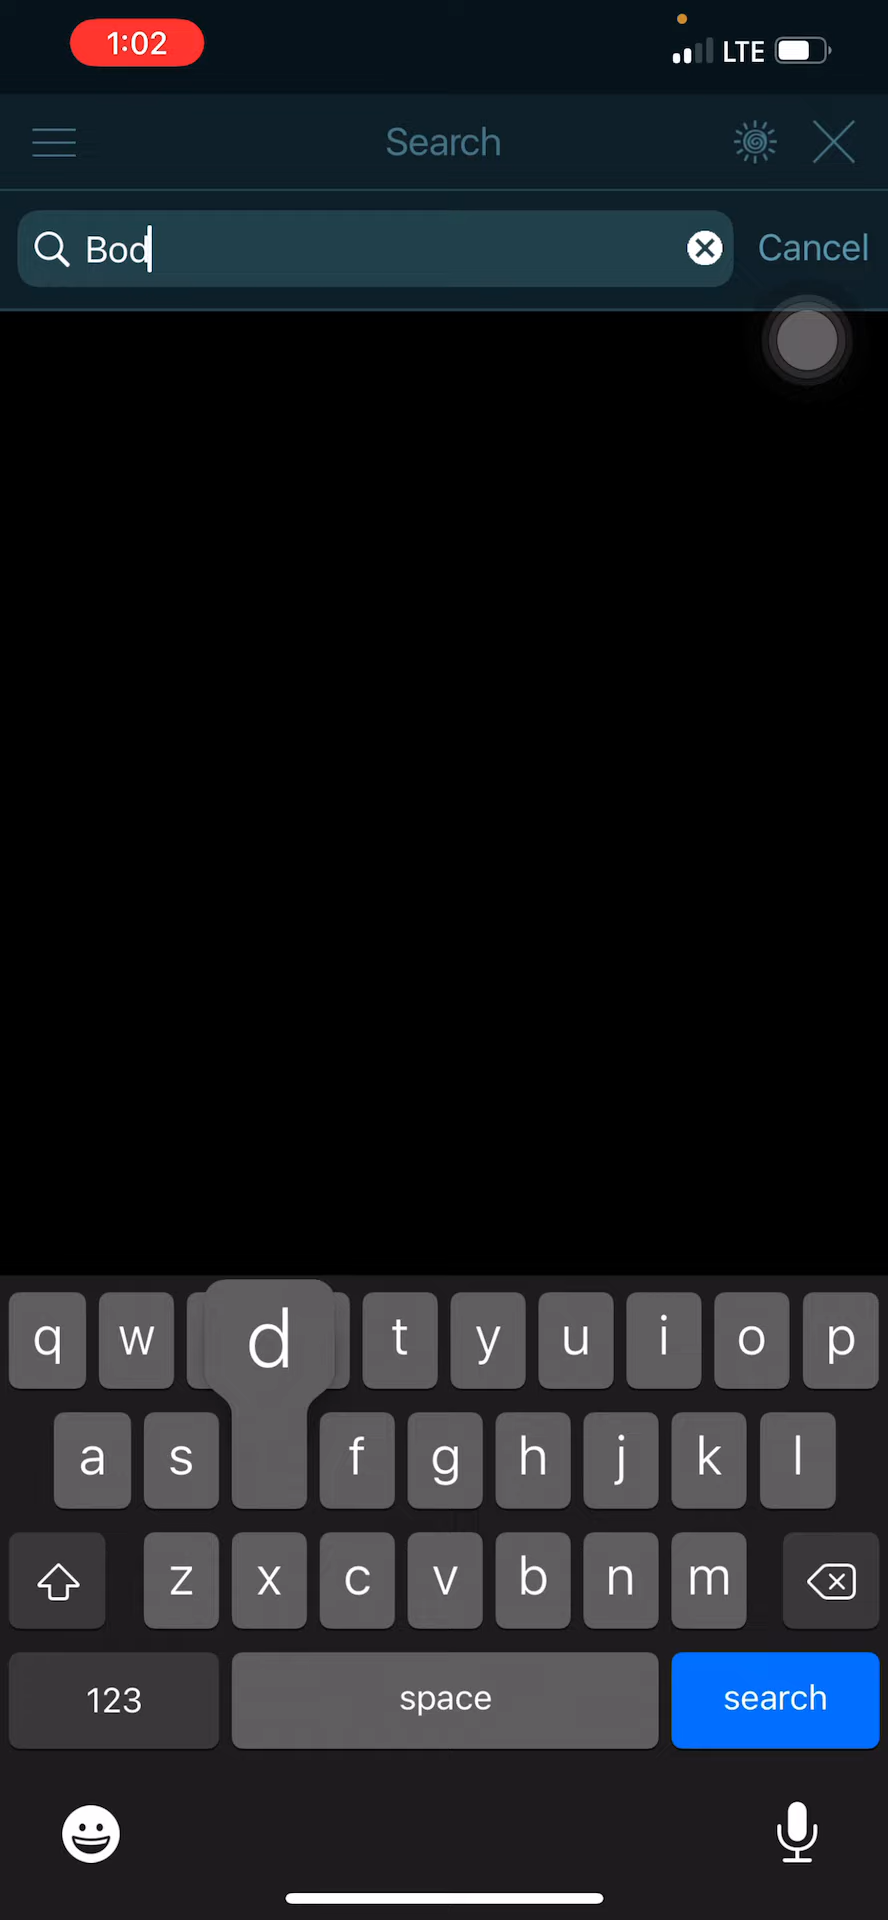 1:02
LTE
Search
Bod
Cancel
q w d t y u i o p
a s f g h j k l
z x c v b n m
123 space search